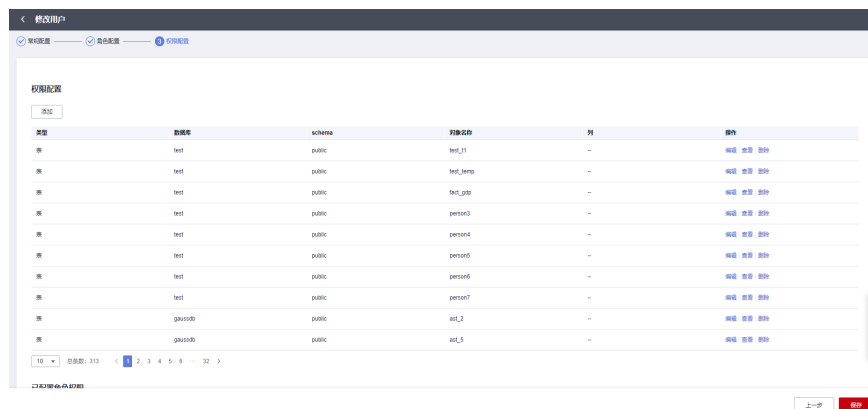 修改用户
常规配置 角色配置 3 权限配置
权限配置
添加
类型 数据库 schema 对象名称 列 操作
表 test public test_t1 -- 编辑 查看 删除
表 test public test_temp -- 编辑 查看 删除
表 test public fact_gdp -- 编辑 查看 删除
表 test public person3 -- 编辑 查看 删除
表 test public person4 -- 编辑 查看 删除
表 test public person5 -- 编辑 查看 删除
表 test public person6 -- 编辑 查看 删除
表 test public person7 -- 编辑 查看 删除
表 gaussdb public ast_2 -- 编辑 查看 删除
表 gaussdb public ast_5 -- 编辑 查看 删除
10 总条数: 313 < 1 2 3 4 5 6 ... 32 >
已配置角色权限
上一步 保存